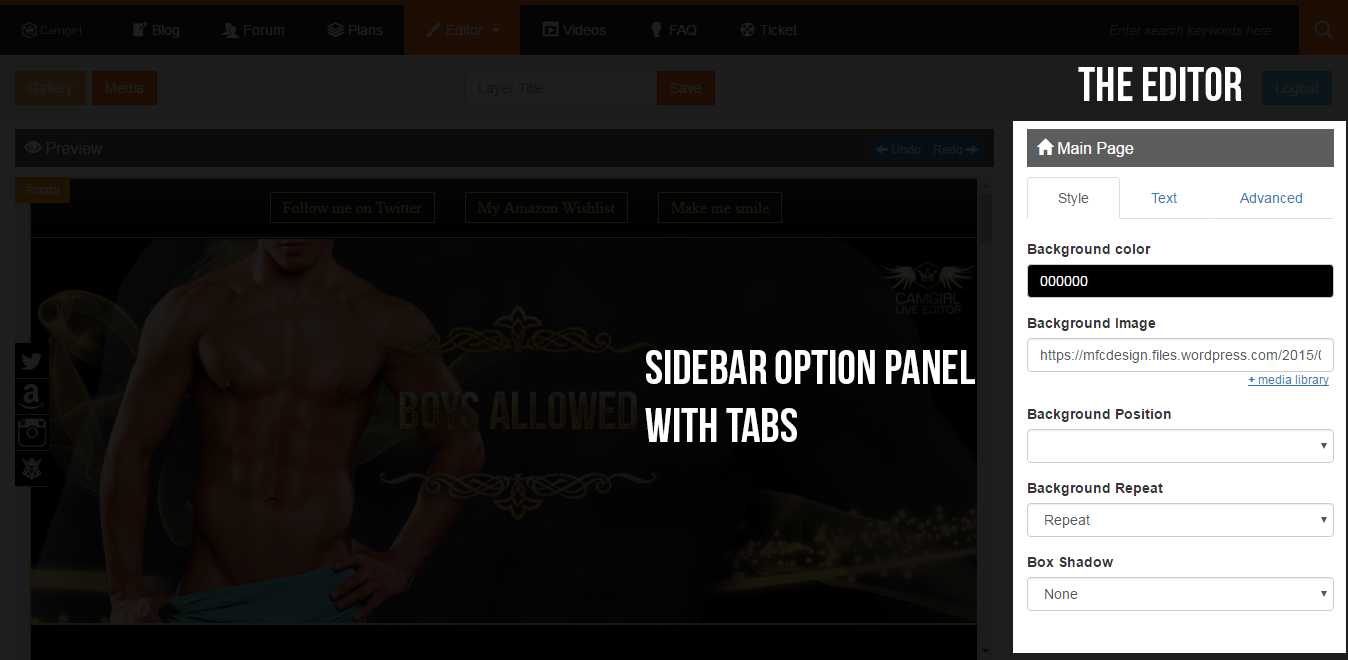 Camgirl
Blog
Forum
Plans
Editor
Videos
FAQ
Ticket
Enter search keywords here...
Gallery
Media
Layer Title
Save
THE EDITOR
Logout
Preview
Undo
Redo
#main
Follow me on Twitter
My Amazon Wishlist
Make me smile
CAMGIRL
LIVE EDITOR
BOYS ALLOWED
SIDEBAR OPTION PANEL
WITH TABS
Main Page
Style
Text
Advanced
Background color
000000
Background Image
https://mfcdesign.files.wordpress.com/2015/0
+ media library
Background Position
Background Repeat
Repeat
Box Shadow
None